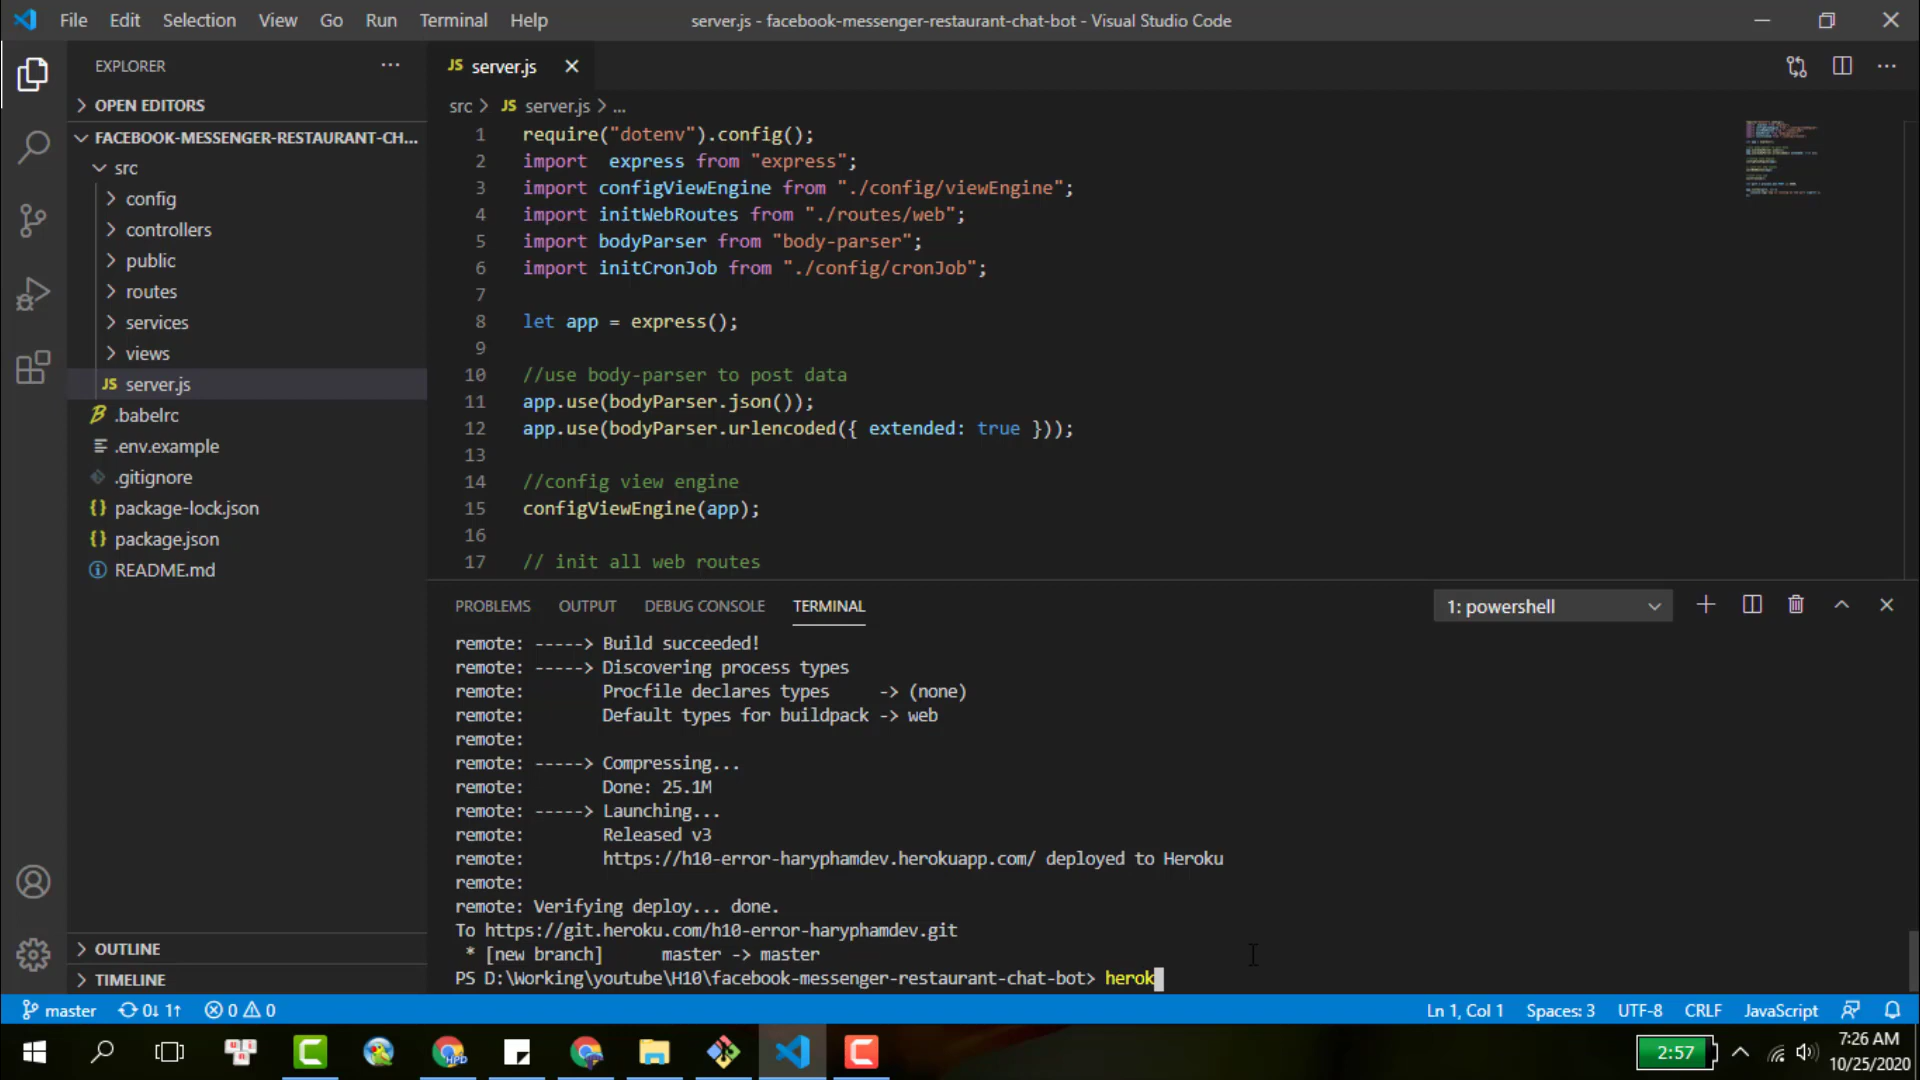 File Edit Selection View Go Run Terminal Help
server.js - facebook-messenger-restaurant-chat-bot - Visual Studio Code
EXPLORER
OPEN EDITORS
FACEBOOK-MESSENGER-RESTAURANT-CH...
src
config
controllers
public
routes
services
views
JS server.js
.babelrc
.env.example
.gitignore
{} package-lock.json
{} package.json
README.md
OUTLINE
TIMELINE
JS server.js
src > JS server.js > ...
1 require("dotenv").config();
2 import  express from "express";
3 import configViewEngine from "./config/viewEngine";
4 import initWebRoutes from "./routes/web";
5 import bodyParser from "body-parser";
6 import initCronJob from "./config/cronJob";
7
8 let app = express();
9
10 //use body-parser to post data
11 app.use(bodyParser.json());
12 app.use(bodyParser.urlencoded({ extended: true }));
13
14 //config view engine
15 configViewEngine(app);
16
17 // init all web routes
PROBLEMS OUTPUT DEBUG CONSOLE TERMINAL
1: powershell
remote: -----> Build succeeded!
remote: -----> Discovering process types
remote:        Procfile declares types     -> (none)
remote:        Default types for buildpack -> web
remote:
remote: -----> Compressing...
remote:        Done: 25.1M
remote: -----> Launching...
remote:        Released v3
remote:        https://h10-error-haryphamdev.herokuapp.com/ deployed to Heroku
remote:
remote: Verifying deploy... done.
To https://git.heroku.com/h10-error-haryphamdev.git
 * [new branch]      master -> master
PS D:\Working\youtube\H10\facebook-messenger-restaurant-chat-bot> herok
master 0↓ 1↑ 0 0
Ln 1, Col 1 Spaces: 3 UTF-8 CRLF JavaScript
2:57
7:26 AM
10/25/2020